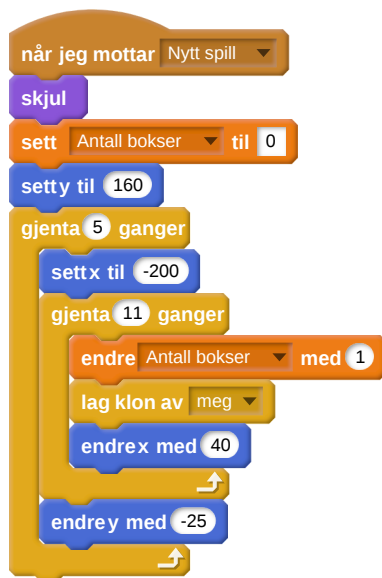 når jeg mottar Nytt spill
skjul
sett Antall bokser til 0
sett y til 160
gjenta 5 ganger
sett x til -200
gjenta 11 ganger
endre Antall bokser med 1
lag klon av meg
endre x med 40
endre y med -25